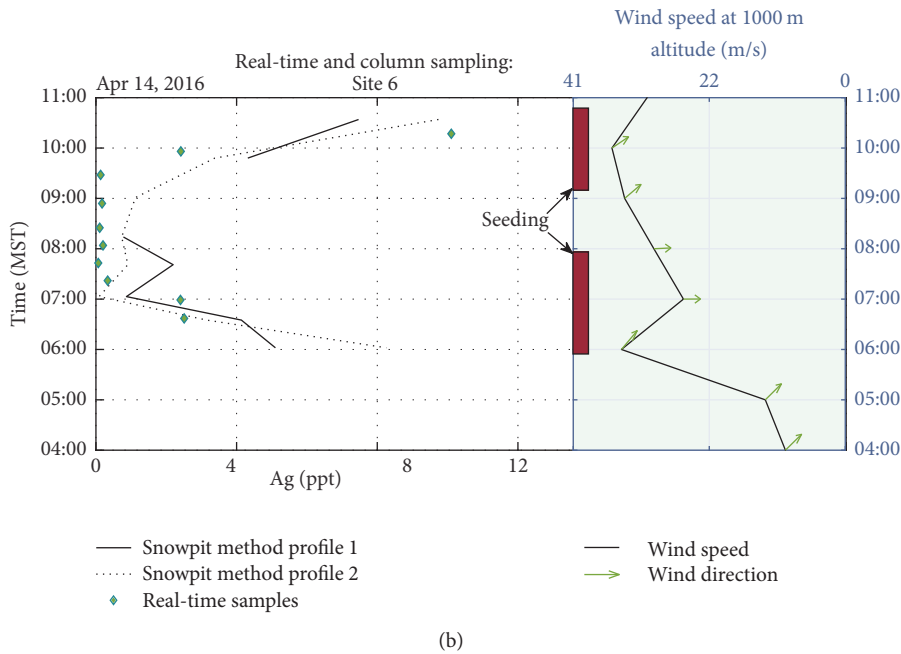 Wind speed at 1000 m
altitude (m/s)
Real-time and column sampling:
Apr 14, 2016 Site 6 41 22 0
11:00 11:00
10:00 10:00
09:00 09:00
Seeding
08:00 08:00
Time (MST)
07:00 07:00
06:00 06:00
05:00 05:00
04:00 04:00
0 4 8 12
Ag (ppt)
Snowpit method profile 1 Wind speed
Snowpit method profile 2 Wind direction
Real-time samples
(b)